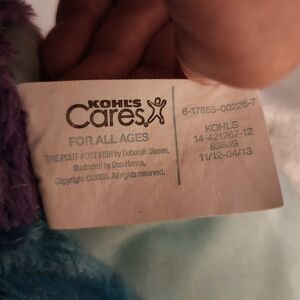 KOHL'S
Cares
FOR ALL AGES
THE POUT-POUT FISH by Deborah Diesen,
Illustrated by Dan Hanna,
Copyright ©2008. All rights reserved.
6-17885-00226-7
KOHLS
14-421267-12
63889
11/12-04/13